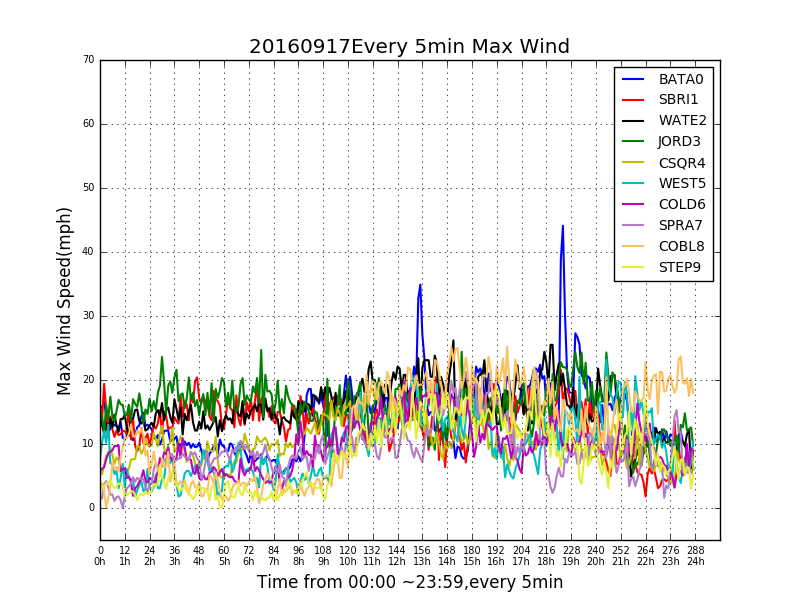 20160917Every 5min Max Wind
Max Wind Speed(mph)
70
60
50
40
30
20
10
0
BATA0
SBRI1
WATE2
JORD3
CSQR4
WEST5
COLD6
SPRA7
COBL8
STEP9
0 12 24 36 48 60 72 84 96 108 120 132 144 156 168 180 192 204 216 228 240 252 264 276 288
0h 1h 2h 3h 4h 5h 6h 7h 8h 9h 10h 11h 12h 13h 14h 15h 16h 17h 18h 19h 20h 21h 22h 23h 24h
Time from 00:00 ~23:59,every 5min